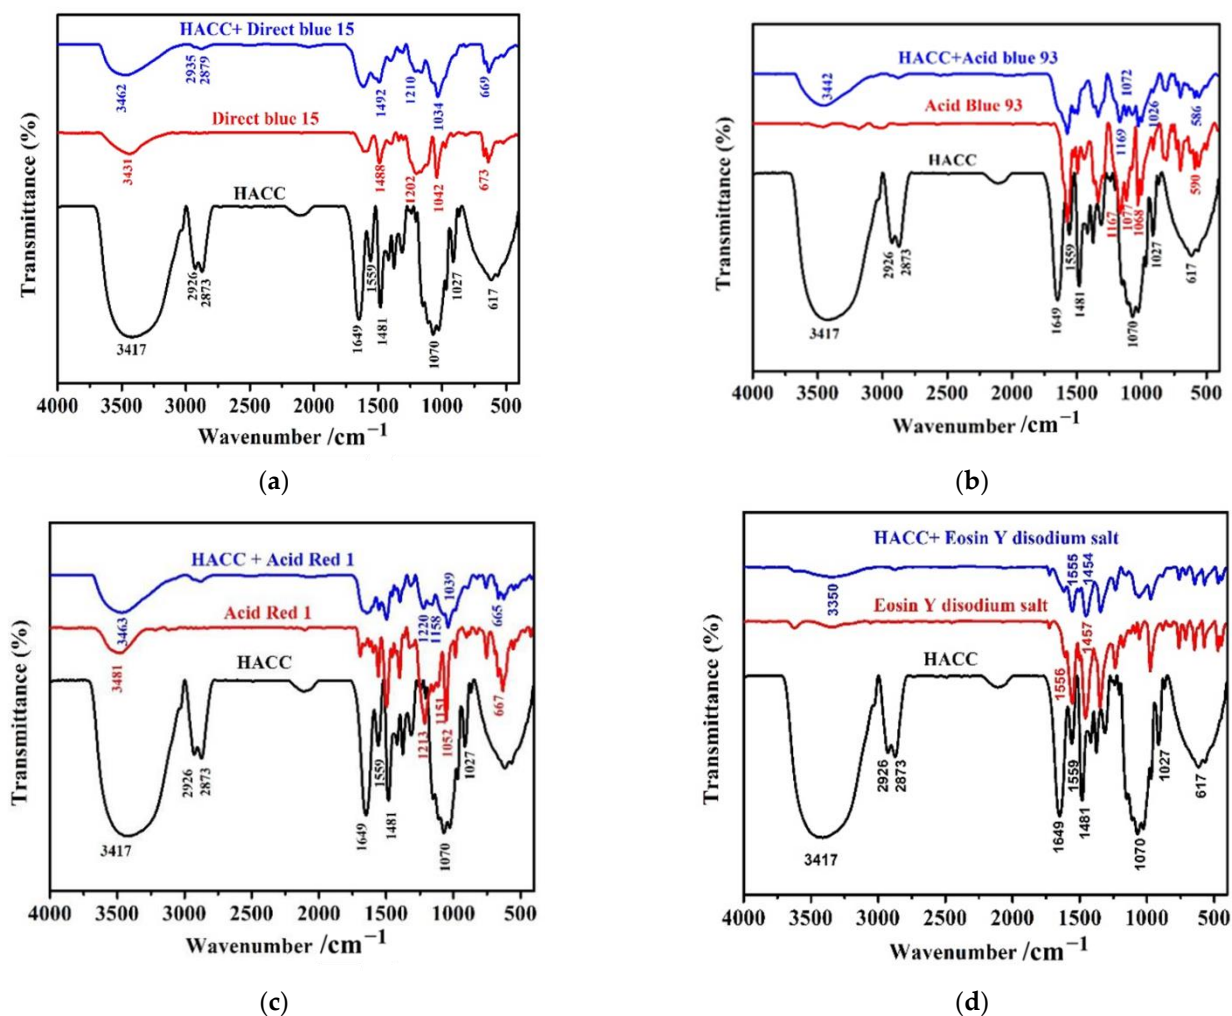 HACC+ Direct blue 15
2935
2879
3462
1492
1210
1034
669
Direct blue 15
3431
1488
1202
1042
673
HACC
2926
2873
3417
1649
1559
1481
1070
1027
617
Transmittance (%)
4000 3500 3000 2500 2000 1500 1000 500
Wavenumber /cm−1
(a)
HACC+Acid blue 93
3442
1072
1169
1026
586
Acid Blue 93
1167
1077
1068
590
HACC
2926
2873
3417
1649
1559
1481
1070
1027
617
Transmittance (%)
4000 3500 3000 2500 2000 1500 1000 500
Wavenumber /cm−1
(b)
HACC + Acid Red 1
3463
1220
1158
1039
665
Acid Red 1
3481
1213
1151
1052
667
HACC
2926
2873
3417
1649
1559
1481
1070
1027
Transmittance (%)
4000 3500 3000 2500 2000 1500 1000 500
Wavenumber /cm−1
(c)
HACC+ Eosin Y disodium salt
3350
1555
1454
Eosin Y disodium salt
1556
1457
HACC
2926
2873
3417
1649
1559
1481
1070
1027
617
Transmittance (%)
4000 3500 3000 2500 2000 1500 1000 500
Wavenumber /cm−1
(d)